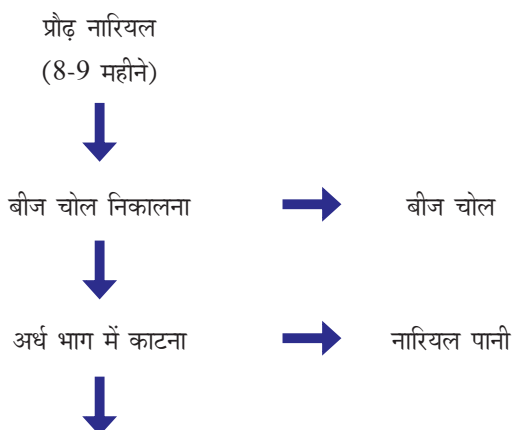 प्रौढ़ नारियल
(8-9 महीने)
बीज चोल निकालना
बीज चोल
अर्ध भाग में काटना
नारियल पानी